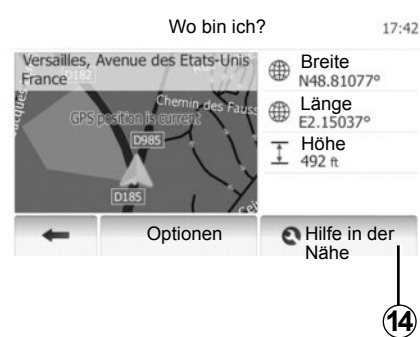 Wo bin ich?
17:42
Versailles, Avenue des Etats-Unis
France
D182
Chemin des Fauss
GPS position is current
D985
D185
Breite
N48.81077°
Länge
E2.15037°
Höhe
492 ft
Optionen
Hilfe in der
Nähe
14